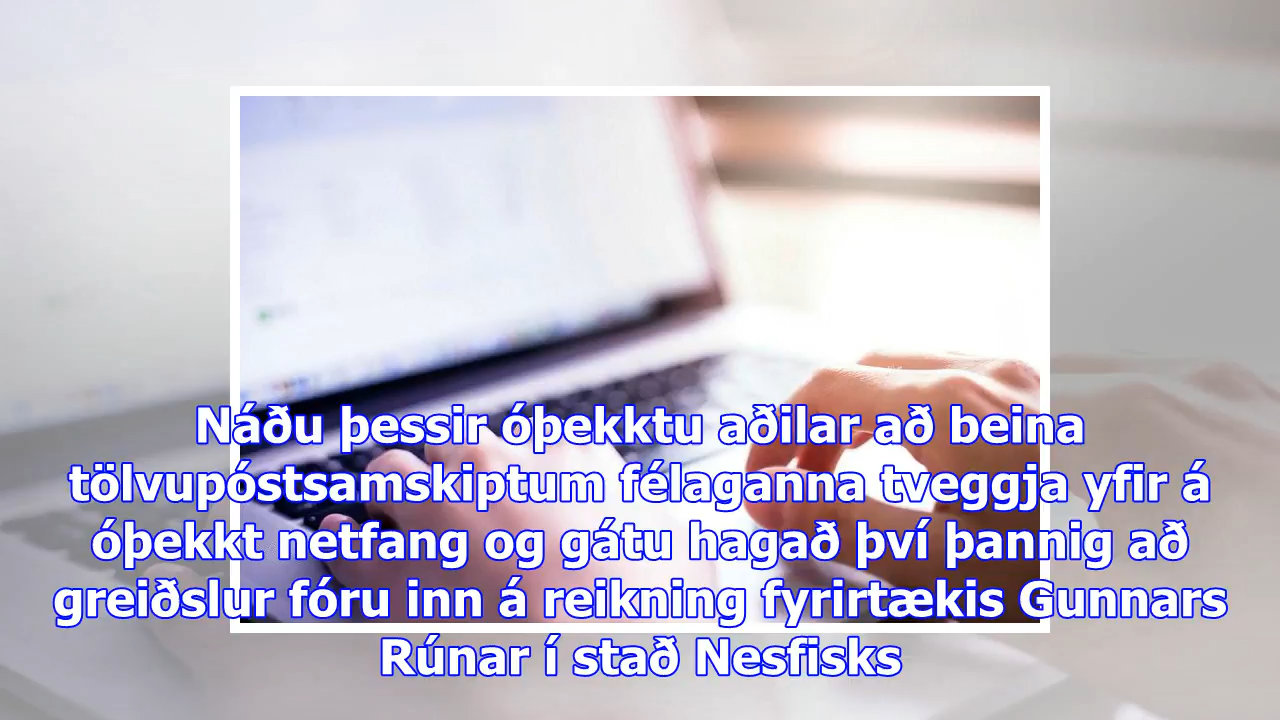 Náðu þessir óþekktu aðilar að beina
tölvupóstsamskiptum félaganna tveggja yfir á
óþekkt netfang og gátu hagað því þannig að
greiðslur fóru inn á reikning fyrirtækis Gunnars
Rúnar í stað Nesfisks